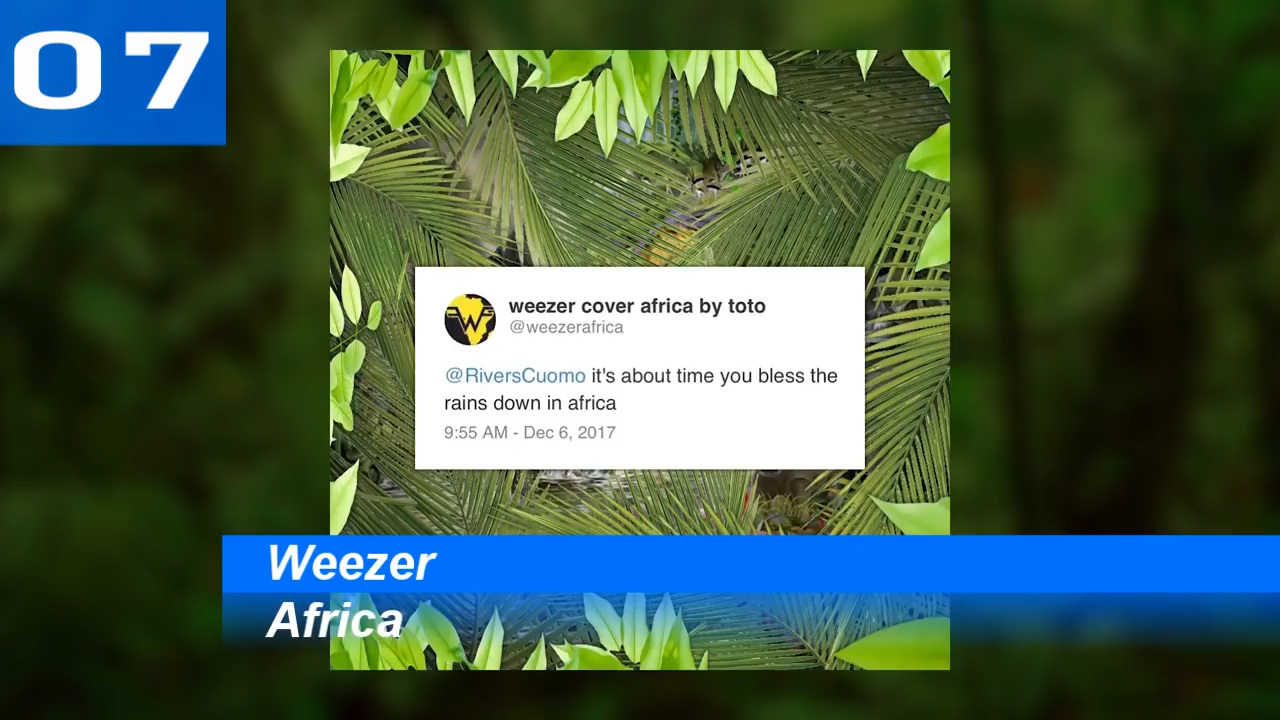 07
W
weezer cover africa by toto
@weezerafrica
@RiversCuomo it's about time you bless the
rains down in africa
9:55 AM - Dec 6, 2017
Weezer
Africa